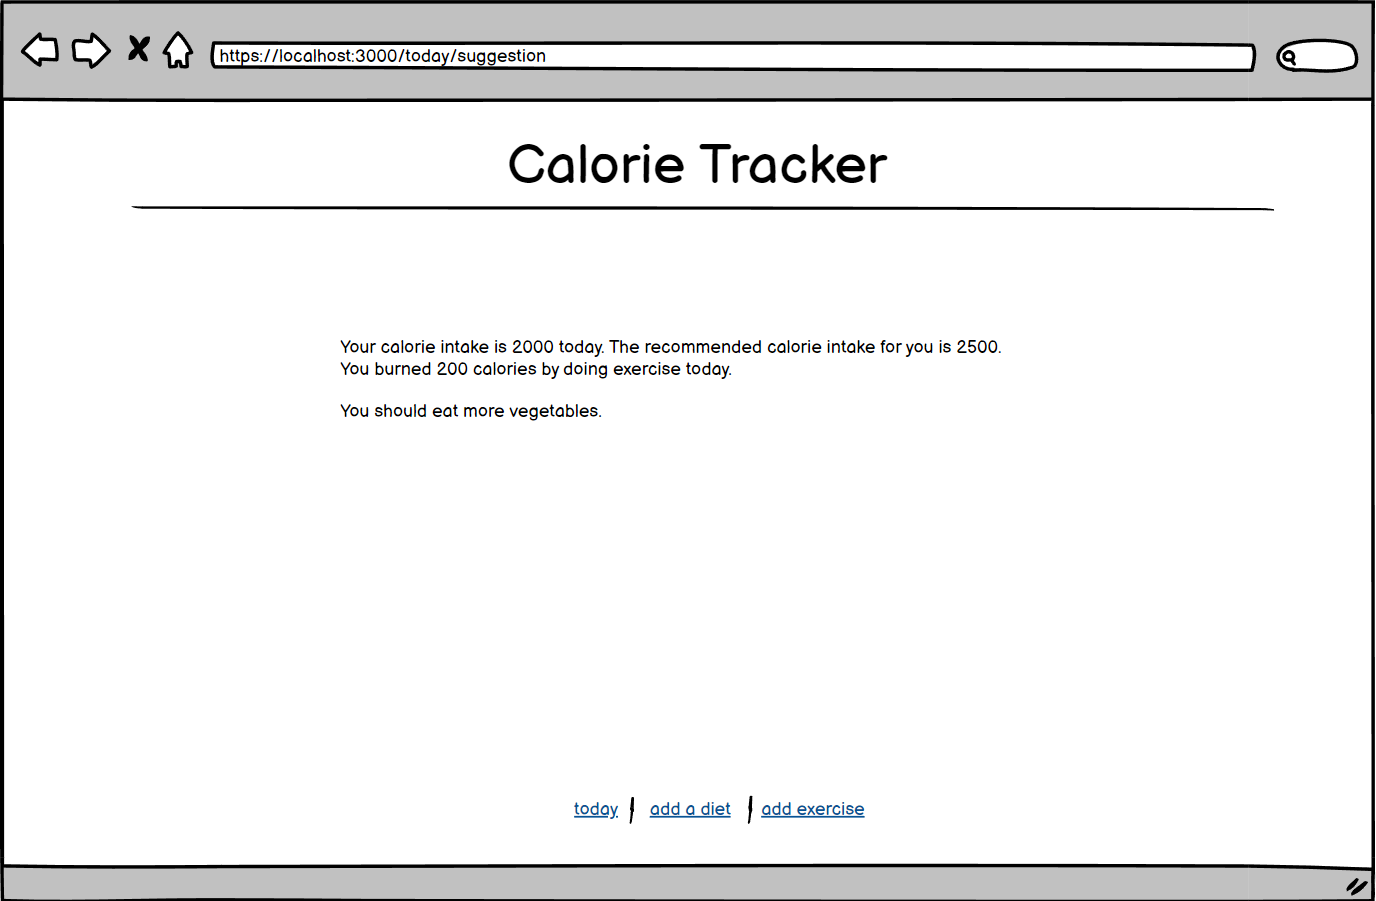 https://localhost:3000/today/suggestion
Calorie Tracker
Your calorie intake is 2000 today. The recommended calorie intake for you is 2500.
You burned 200 calories by doing exercise today.
You should eat more vegetables.
today | add a diet | add exercise